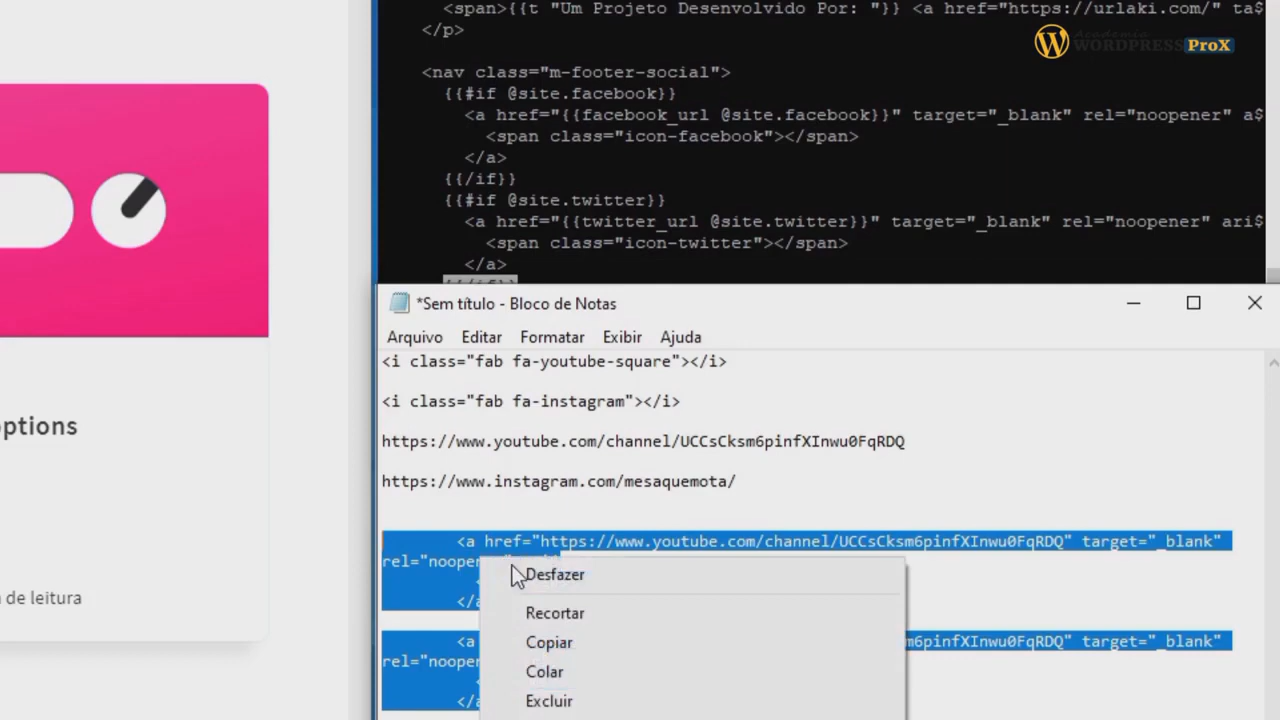 <span>{{t "Um Projeto Desenvolvido Por: "}} <a href="https://urlaki.com/" ta$
</p>
Academia
WORDPRESS ProX
<nav class="m-footer-social">
{{#if @site.facebook}}
<a href="{{facebook_url @site.facebook}}" target="_blank" rel="noopener" a$
<span class="icon-facebook"></span>
</a>
{{/if}}
{{#if @site.twitter}}
<a href="{{twitter_url @site.twitter}}" target="_blank" rel="noopener" ari$
<span class="icon-twitter"></span>
</a>
{{/if}}
*Sem título - Bloco de Notas
Arquivo Editar Formatar Exibir Ajuda
<i class="fab fa-youtube-square"></i>
<i class="fab fa-instagram"></i>
https://www.youtube.com/channel/UCCsCksm6pinfXInwu0FqRDQ
https://www.instagram.com/mesaquemota/
<a href="https://www.youtube.com/channel/UCCsCksm6pinfXInwu0FqRDQ" target="_blank"
rel="nooper
</a
<a
m6pinfXInwu0FqRDQ" target="_blank"
rel="nooper
</a
Desfazer
Recortar
Copiar
Colar
Excluir
options
de leitura